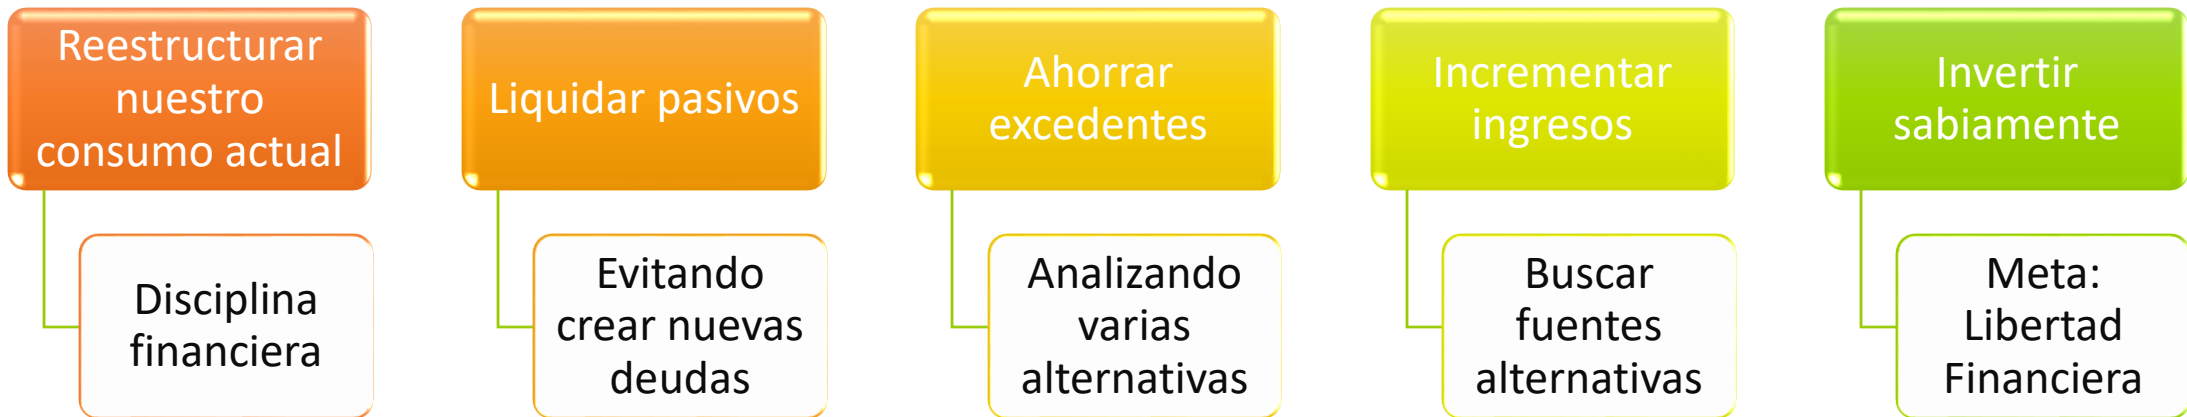 Reestructurar
nuestro
consumo actual
Disciplina
financiera
Liquidar pasivos
Evitando
crear nuevas
deudas
Ahorrar
excedentes
Analizando
varias
alternativas
Incrementar
ingresos
Buscar
fuentes
alternativas
Invertir
sabiamente
Meta:
Libertad
Financiera